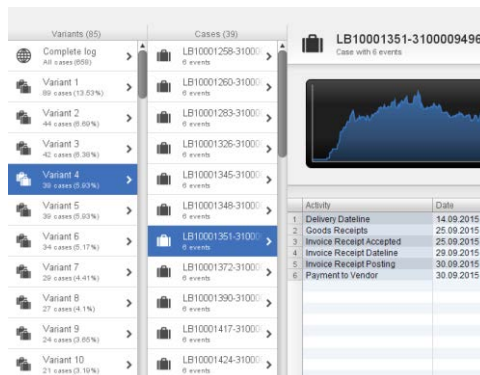 Variants (85)
Complete log
All cases (658)
Variant 1
89 cases (13.53%)
Variant 2
44 cases (6.69%)
Variant 3
42 cases (6.38%)
Variant 4
39 cases (5.93%)
Variant 5
39 cases (5.93%)
Variant 6
34 cases (5.17%)
Variant 7
29 cases (4.41%)
Variant 8
27 cases (4.1%)
Variant 9
24 cases (3.65%)
Variant 10
21 cases (3.19%)
Cases (39)
LB10001258-31000
6 events
LB10001260-31000
6 events
LB10001283-31000
6 events
LB10001326-31000
6 events
LB10001345-31000
6 events
LB10001348-31000
6 events
LB10001351-31000
6 events
LB10001372-31000
6 events
LB10001390-31000
6 events
LB10001417-31000
6 events
LB10001424-31000
6 events
LB10001351-3100009496
Case with 6 events
Activity Date
1 Delivery Dateline 14.09.2015
2 Goods Receipts 25.09.2015
3 Invoice Receipt Accepted 25.09.2015
4 Invoice Receipt Dateline 29.09.2015
5 Invoice Receipt Posting 30.09.2015
6 Payment to Vendor 30.09.2015